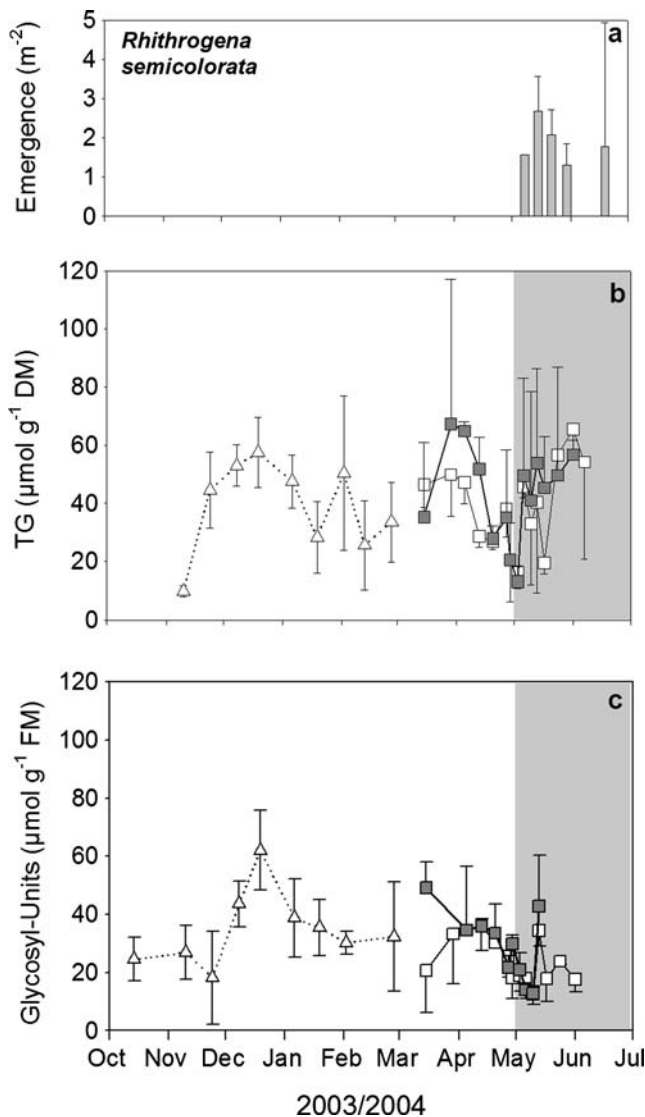 5
4
3
2
1
0
Emergence (m-2)
Rhithrogena
semicolorata
a
120
100
80
60
40
20
0
TG (µmol g-1 DM)
b
120
100
80
60
40
20
0
Glycosyl-Units (µmol g-1 FM)
c
Oct Nov Dec Jan Feb Mar Apr May Jun Jul
2003/2004